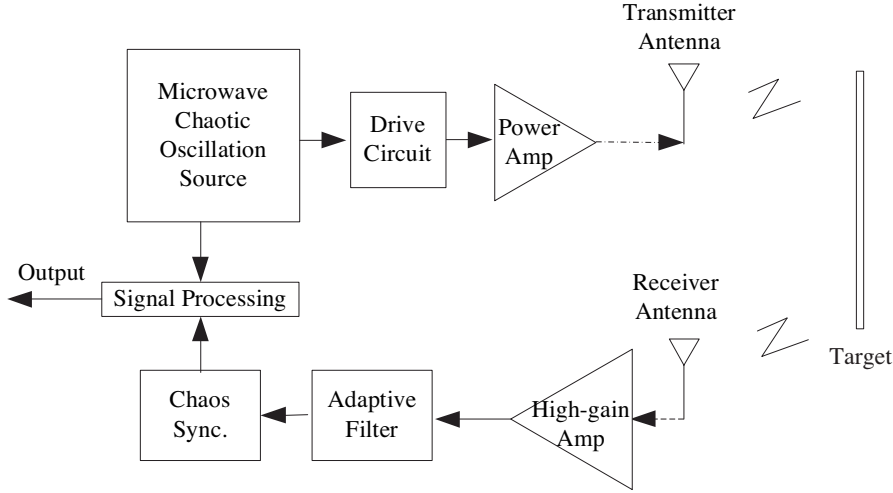 Transmitter
Antenna
Microwave
Chaotic
Oscillation
Source
Drive
Circuit
Power
Amp
Output
Signal Processing
Receiver
Antenna
Target
Chaos
Sync.
Adaptive
Filter
High-gain
Amp